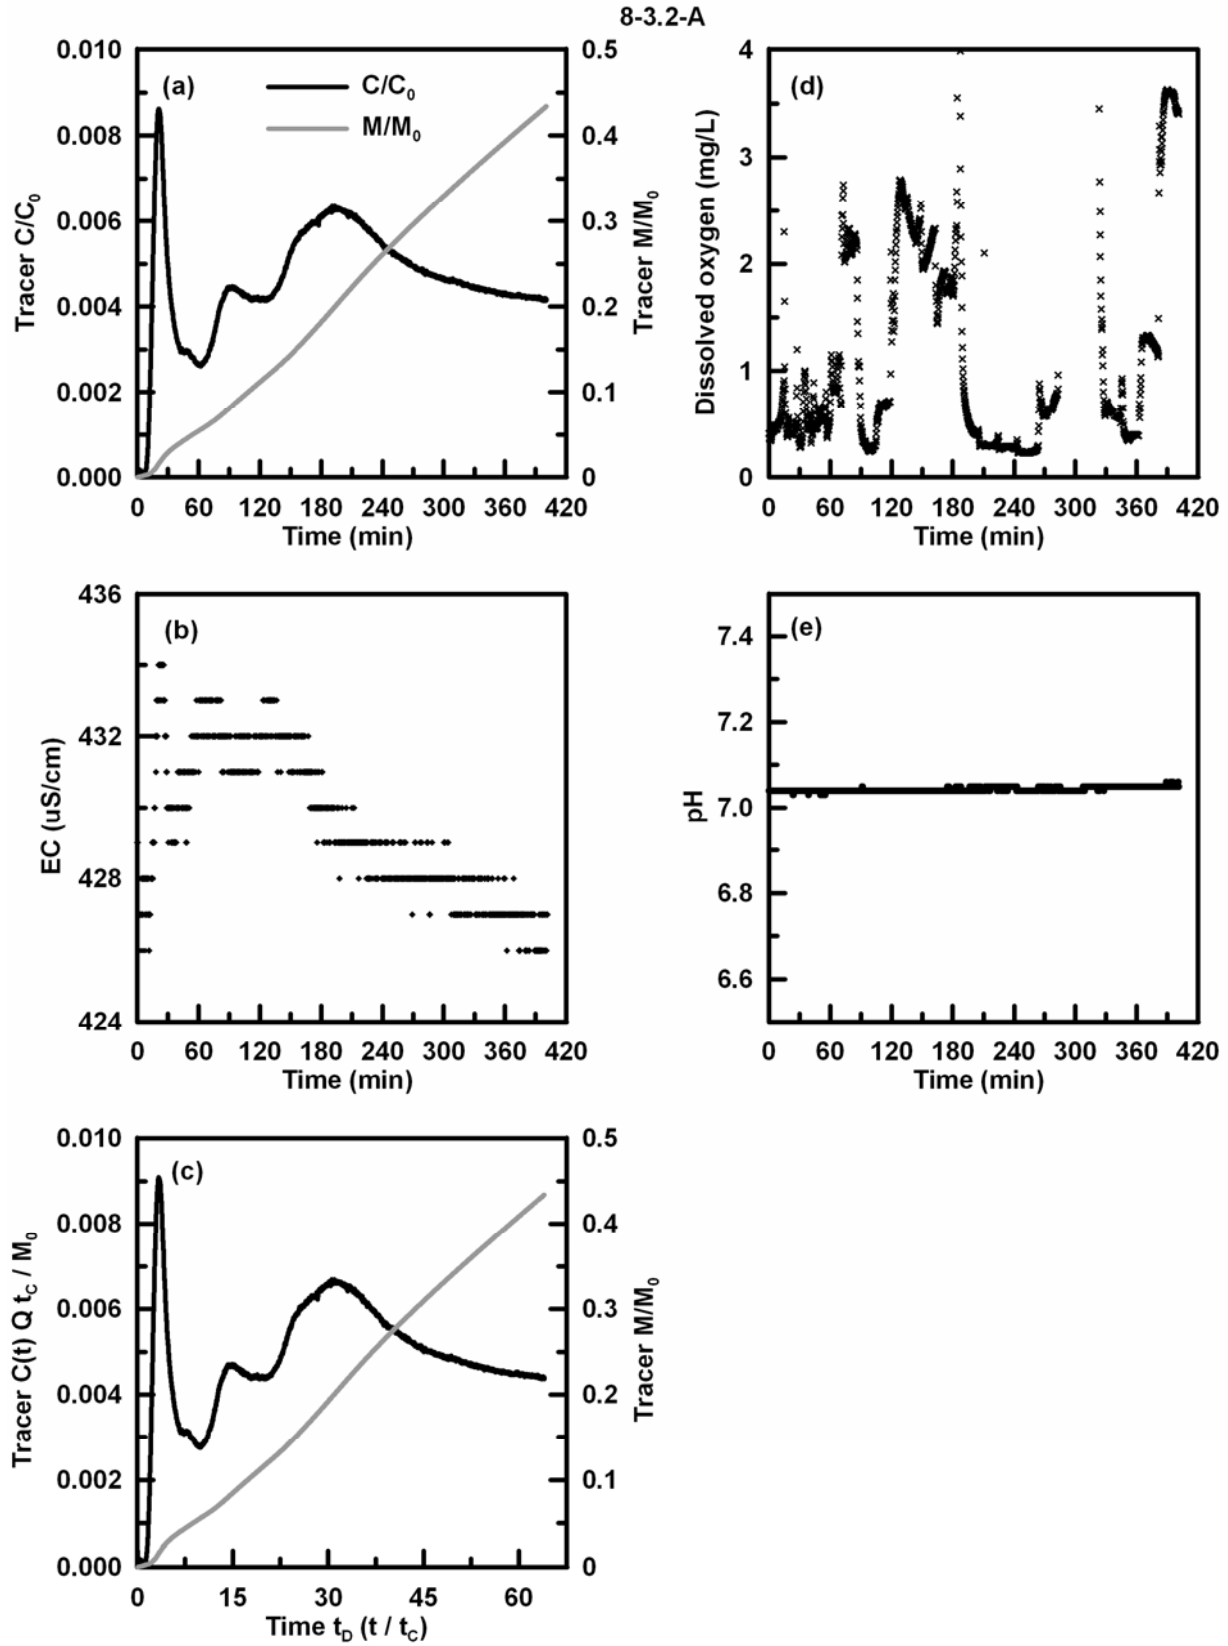 8-3.2-A
(a)
C/C₀
M/M₀
0.010
0.008
0.006
0.004
0.002
0.000
Tracer C/C₀
0.5
0.4
0.3
0.2
0.1
0
Tracer M/M₀
0 60 120 180 240 300 360 420
Time (min)
(d)
4
3
2
1
0
Dissolved oxygen (mg/L)
0 60 120 180 240 300 360 420
Time (min)
(b)
436
432
428
424
EC (uS/cm)
0 60 120 180 240 300 360 420
Time (min)
(e)
7.4
7.2
7.0
6.8
6.6
pH
0 60 120 180 240 300 360 420
Time (min)
(c)
0.010
0.008
0.006
0.004
0.002
0.000
Tracer C(t) Q t_C / M₀
0.5
0.4
0.3
0.2
0.1
0
Tracer M/M₀
0 15 30 45 60
Time t_D (t / t_C)